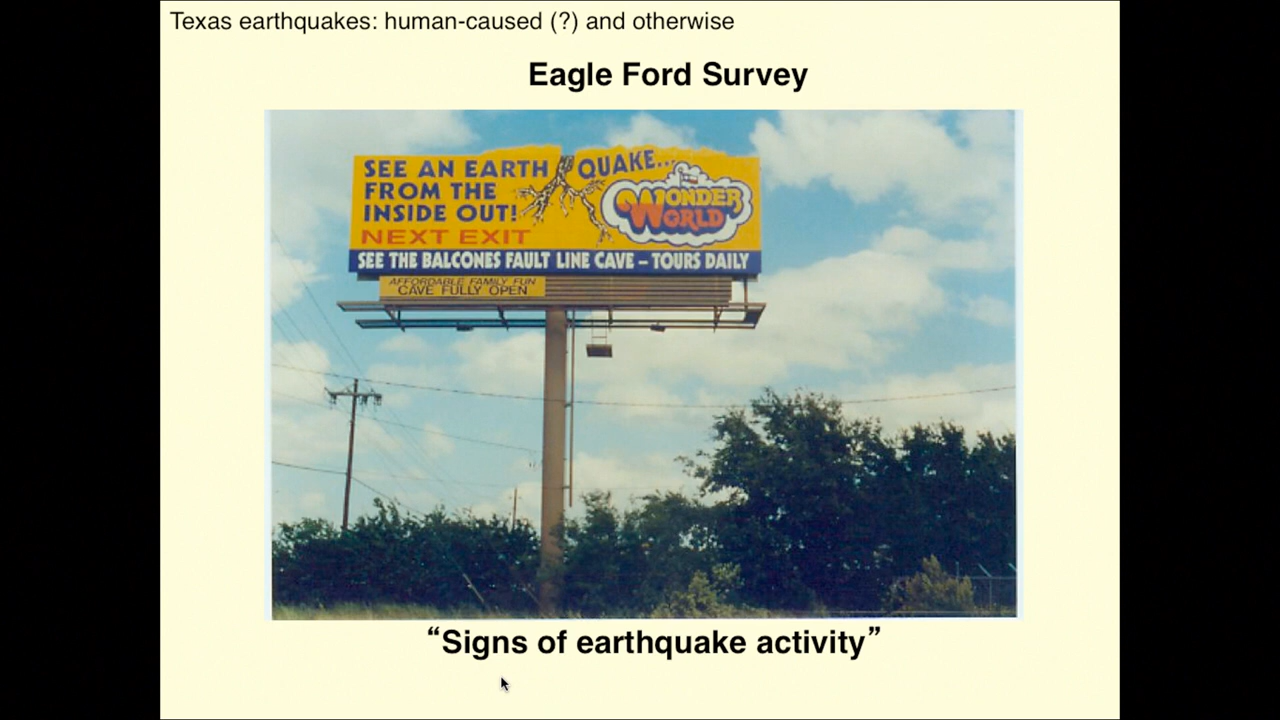 Texas earthquakes: human-caused (?) and otherwise
Eagle Ford Survey
SEE AN EARTH QUAKE...
FROM THE
INSIDE OUT!
WONDER
WORLD
NEXT EXIT
SEE THE BALCONES FAULT LINE CAVE – TOURS DAILY
AFFORDABLE FAMILY FUN
CAVE FULLY OPEN
“Signs of earthquake activity”